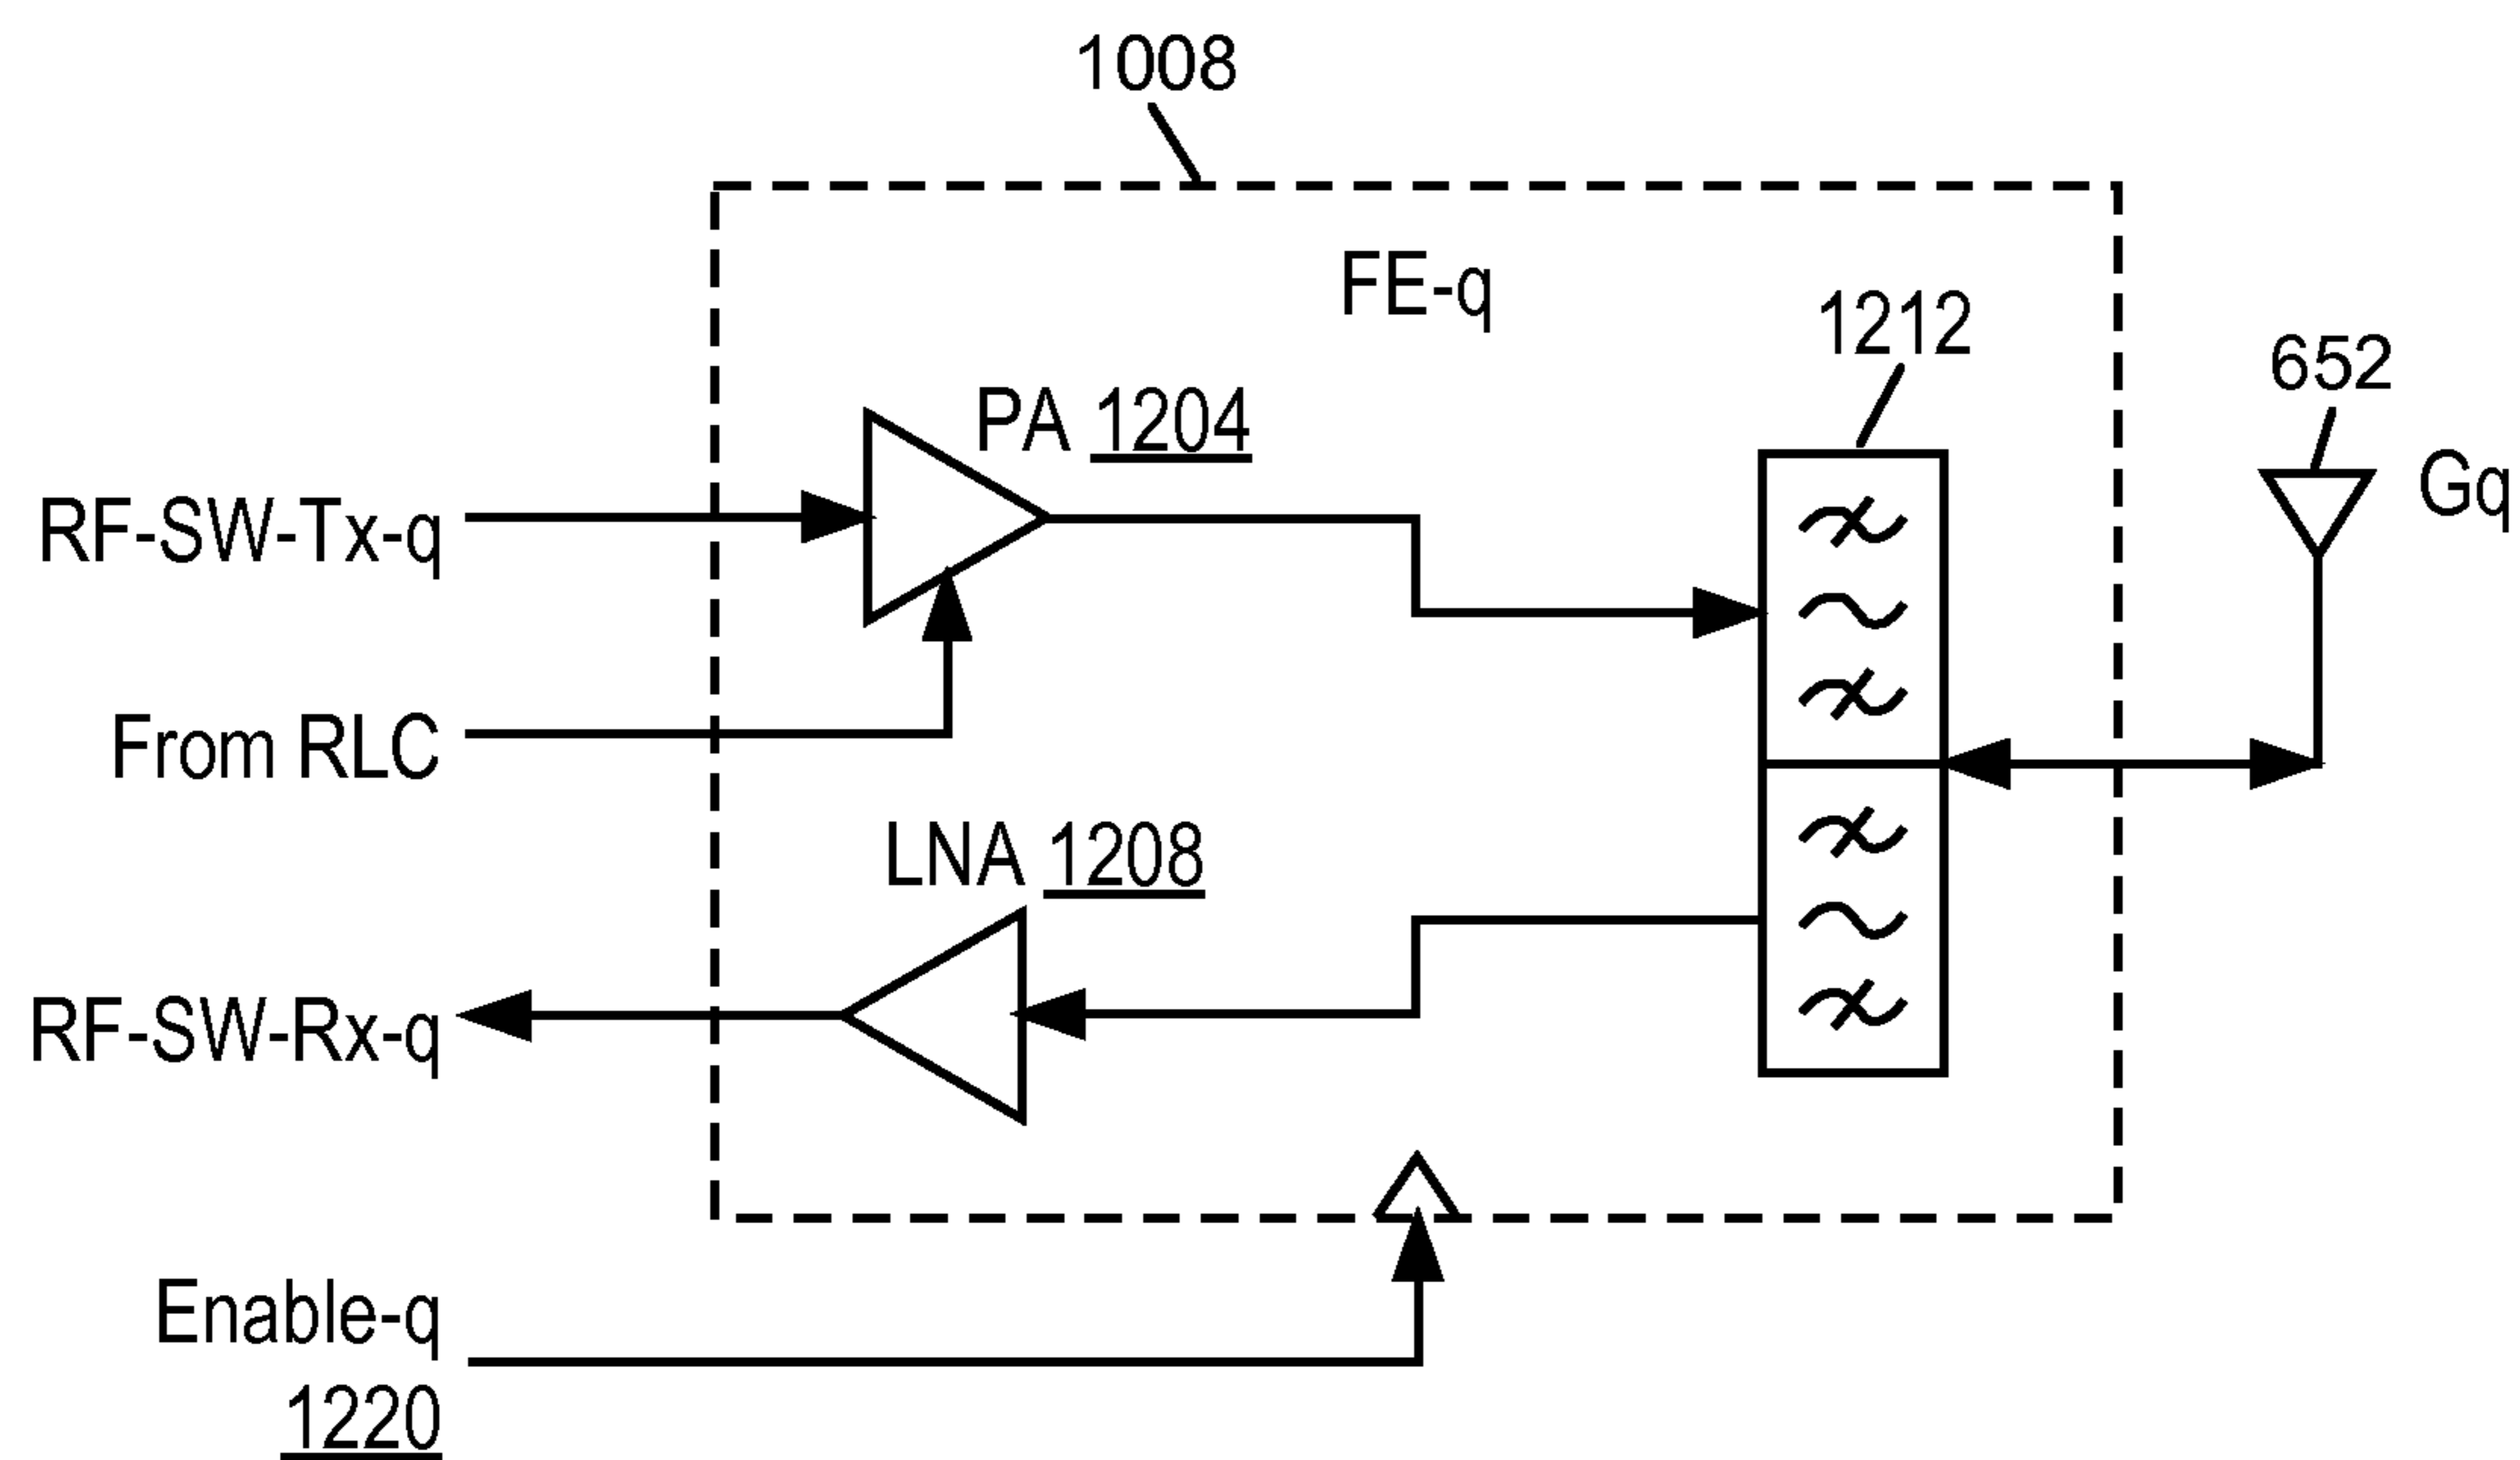 1008
FE-q
1212
652
Gq
PA 1204
RF-SW-Tx-q
From RLC
LNA 1208
RF-SW-Rx-q
Enable-q
1220